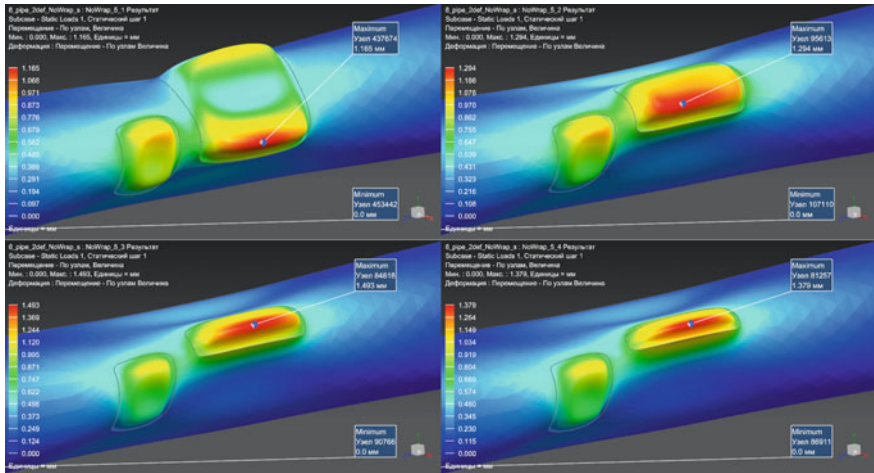 8_pipe_2def_NoWrap_s : NoWrap_5_1 Результат
Subcase - Static Loads 1, Статический шаг 1
Перемещение - По узлам, Величина
Мин. : 0.000, Макс. : 1.165, Единицы = мм
Деформация : Перемещение - По узлам Величина
1.165
1.068
0.971
0.873
0.776
0.679
0.582
0.485
0.388
0.291
0.194
0.097
0.000
Единицы = мм
Maximum
Узел 437674
1.165 мм
Minimum
Узел 453442
0.0 мм
8_pipe_2def_NoWrap_s : NoWrap_5_2 Результат
Subcase - Static Loads 1, Статический шаг 1
Перемещение - По узлам, Величина
Мин. : 0.000, Макс. : 1.294, Единицы = мм
Деформация : Перемещение - По узлам Величина
1.294
1.186
1.078
0.970
0.862
0.755
0.647
0.539
0.431
0.323
0.216
0.108
0.000
Единицы = мм
Maximum
Узел 95613
1.294 мм
Minimum
Узел 107110
0.0 мм
8_pipe_2def_NoWrap_s : NoWrap_5_3 Результат
Subcase - Static Loads 1, Статический шаг 1
Перемещение - По узлам, Величина
Мин. : 0.000, Макс. : 1.493, Единицы = мм
Деформация : Перемещение - По узлам Величина
1.493
1.369
1.244
1.120
0.995
0.871
0.747
0.622
0.498
0.373
0.249
0.124
0.000
Единицы = мм
Maximum
Узел 84618
1.493 мм
Minimum
Узел 90766
0.0 мм
8_pipe_2def_NoWrap_s : NoWrap_5_4 Результат
Subcase - Static Loads 1, Статический шаг 1
Перемещение - По узлам, Величина
Мин. : 0.000, Макс. : 1.379, Единицы = мм
Деформация : Перемещение - По узлам Величина
1.379
1.264
1.149
1.034
0.919
0.804
0.689
0.574
0.460
0.345
0.230
0.115
0.000
Единицы = мм
Maximum
Узел 81257
1.379 мм
Minimum
Узел 86911
0.0 мм